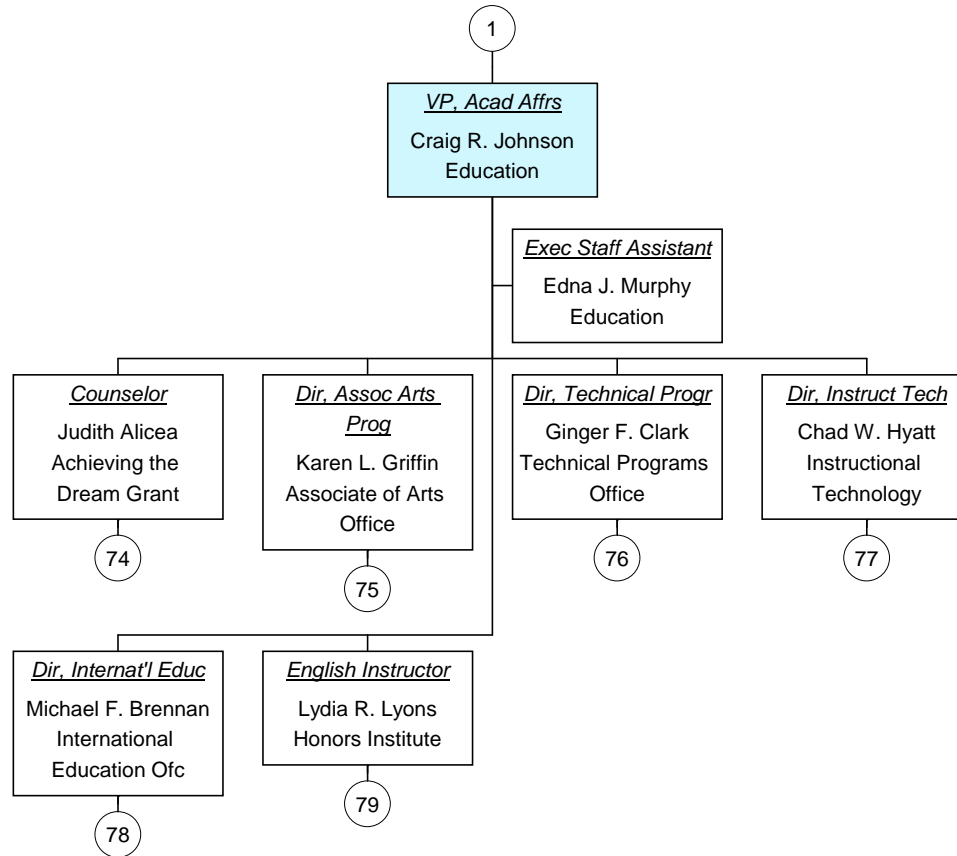 1
VP, Acad Affrs
Craig R. Johnson
Education
Exec Staff Assistant
Edna J. Murphy
Education
Counselor
Judith Alicea
Achieving the
Dream Grant
74
Dir, Assoc Arts
Prog
Karen L. Griffin
Associate of Arts
Office
75
Dir, Technical Progr
Ginger F. Clark
Technical Programs
Office
76
Dir, Instruct Tech
Chad W. Hyatt
Instructional
Technology
77
Dir, Internat'l Educ
Michael F. Brennan
International
Education Ofc
78
English Instructor
Lydia R. Lyons
Honors Institute
79